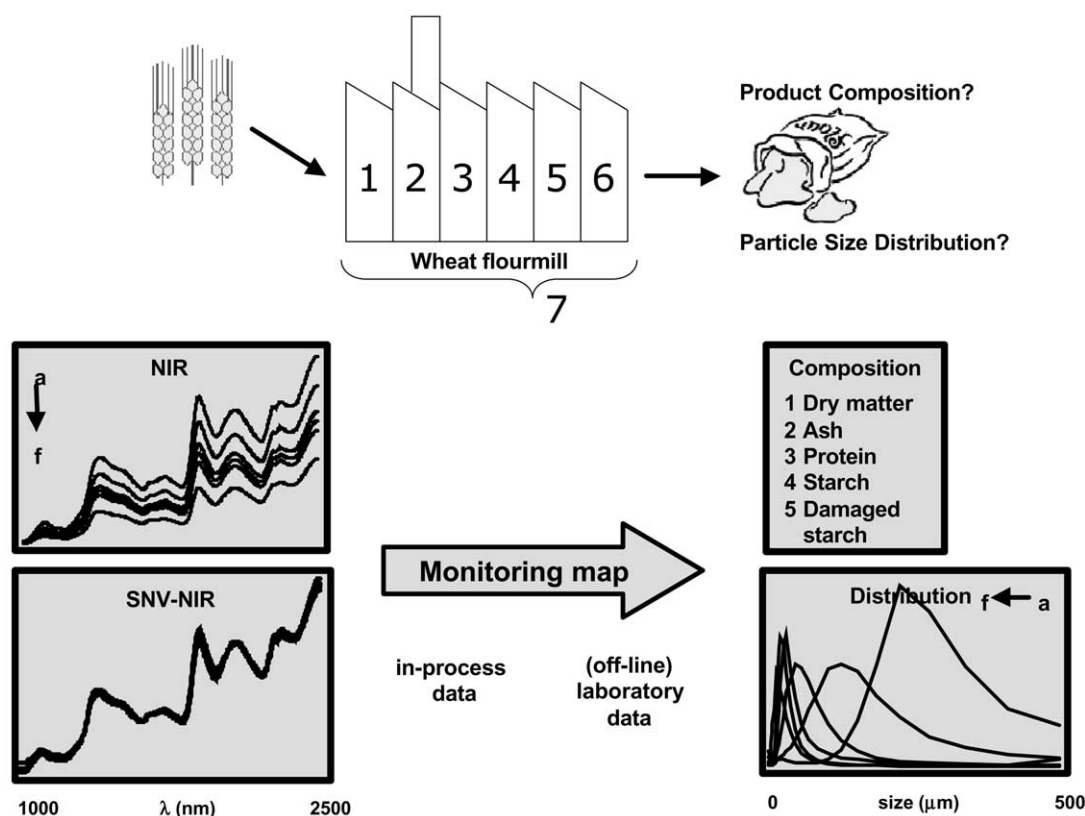 Product Composition?
Flour
1 2 3 4 5 6
Particle Size Distribution?
Wheat flourmill
7
NIR
a
f
SNV-NIR
1000 λ (nm) 2500
Monitoring map
in-process
data
(off-line)
laboratory
data
Composition
1 Dry matter
2 Ash
3 Protein
4 Starch
5 Damaged
starch
Distribution f a
0 size (μm) 500